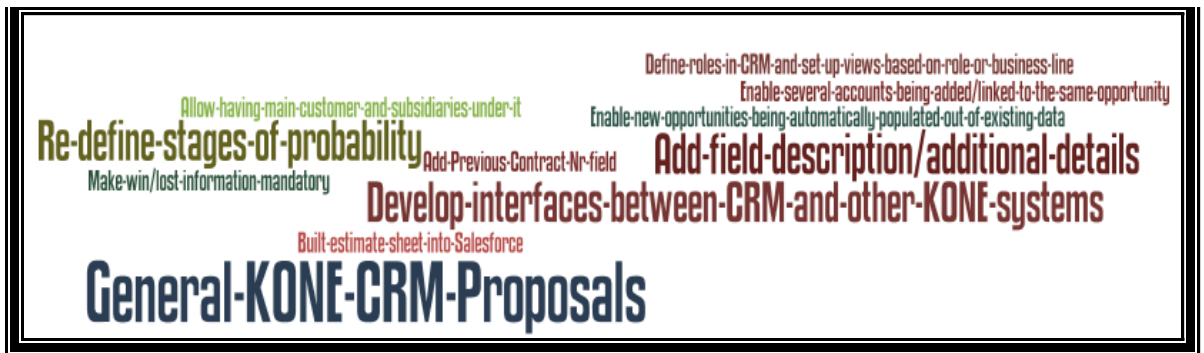 Define-roles-in-CRM-and-set-up-views-based-on-role-or-business-line
Enable-several-accounts-being-added/linked-to-the-same-opportunity
Allow-having-main-customer-and-subsidiaries-under-it
Enable-new-opportunities-being-automatically-populated-out-of-existing-data
Re-define-stages-of-probability
Add-Previous-Contract-Nr-field
Add-field-description/additional-details
Make-win/lost-information-mandatory
Develop-interfaces-between-CRM-and-other-KONE-systems
Built-estimate-sheet-into-Salesforce
General-KONE-CRM-Proposals